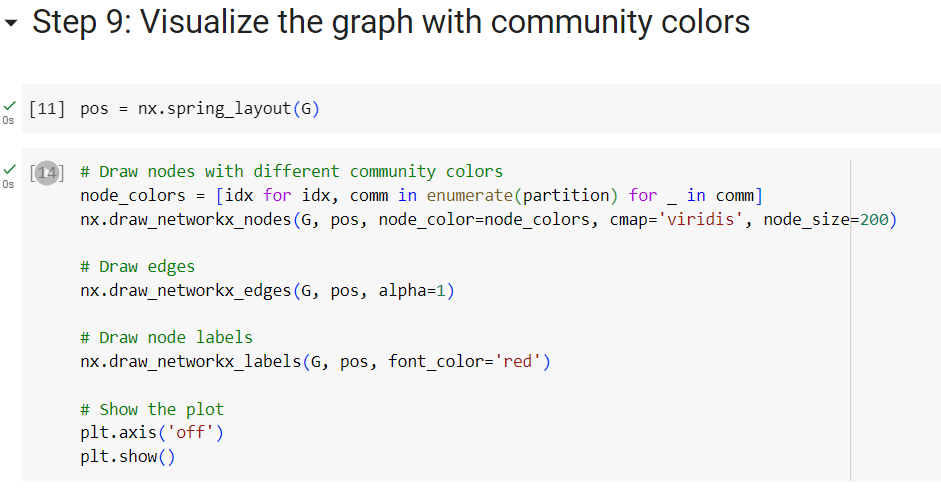 Step 9: Visualize the graph with community colors
[11] pos = nx.spring_layout(G)
0s
[14] # Draw nodes with different community colors
0s
node_colors = [idx for idx, comm in enumerate(partition) for _ in comm]
nx.draw_networkx_nodes(G, pos, node_color=node_colors, cmap='viridis', node_size=200)
# Draw edges
nx.draw_networkx_edges(G, pos, alpha=1)
# Draw node labels
nx.draw_networkx_labels(G, pos, font_color='red')
# Show the plot
plt.axis('off')
plt.show()